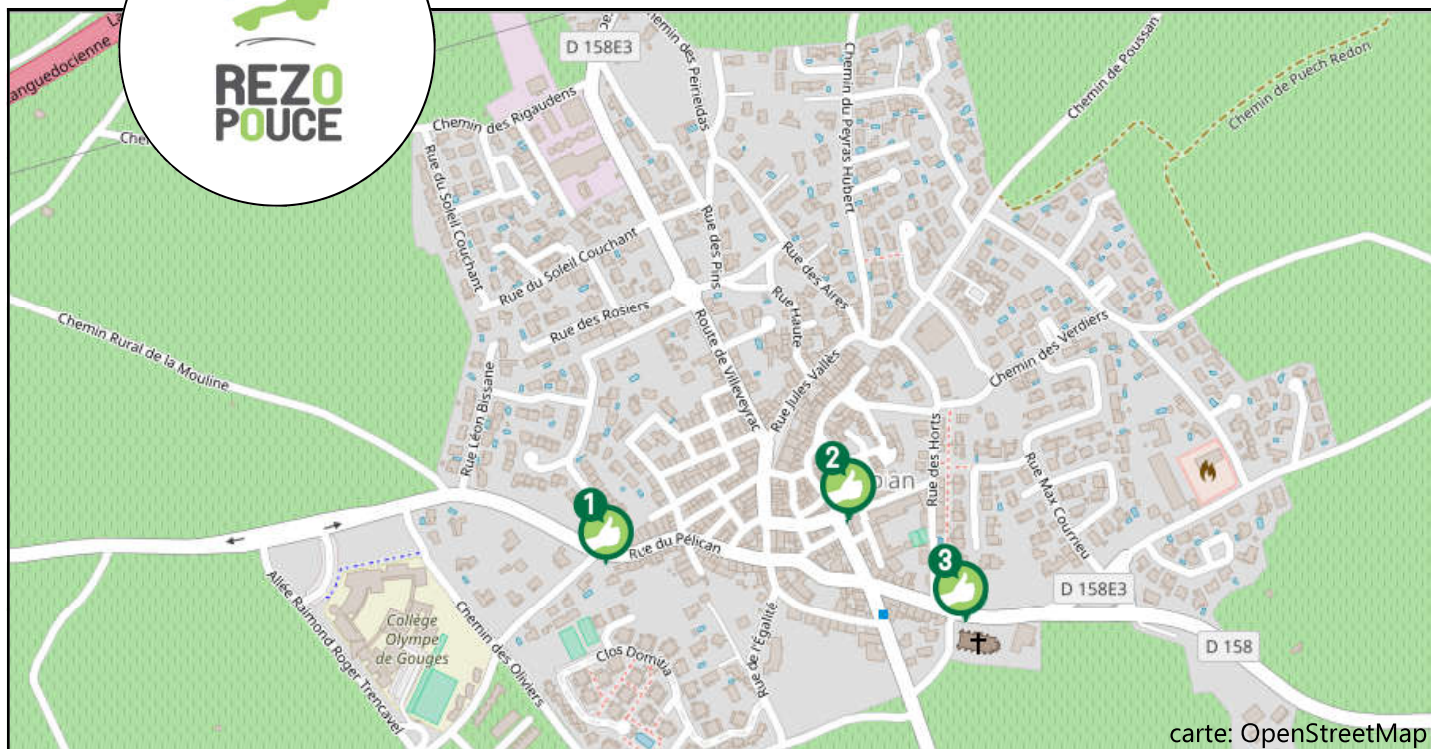 REZO
POUCE
Languedocienne
D 158E3
Chemin des Rigaudens
Rue du Soleil Couchant
Rue du Soleil Couchant
Rue des Rosiers
Rue des Pins
Chemin du Peyras Hubert
Chemin de Poussan
Chemin de Puech Redon
Rue des Aires
Rue Haute
Route de Villeveyrac
Rue Jules Vallès
Chemin des Verdiers
Chemin Rural de la Mouline
Rue Léon Bissane
Rue des Horts
Rue Max Courrieu
1
2
3
Rue du Pélican
D 158E3
D 158
Allée Raimond Roger Trencavel
Collège
Olympe
de Gouges
Chemin des Oliviers
Clos Domitia
Rue de l'Égalité
carte: OpenStreetMap